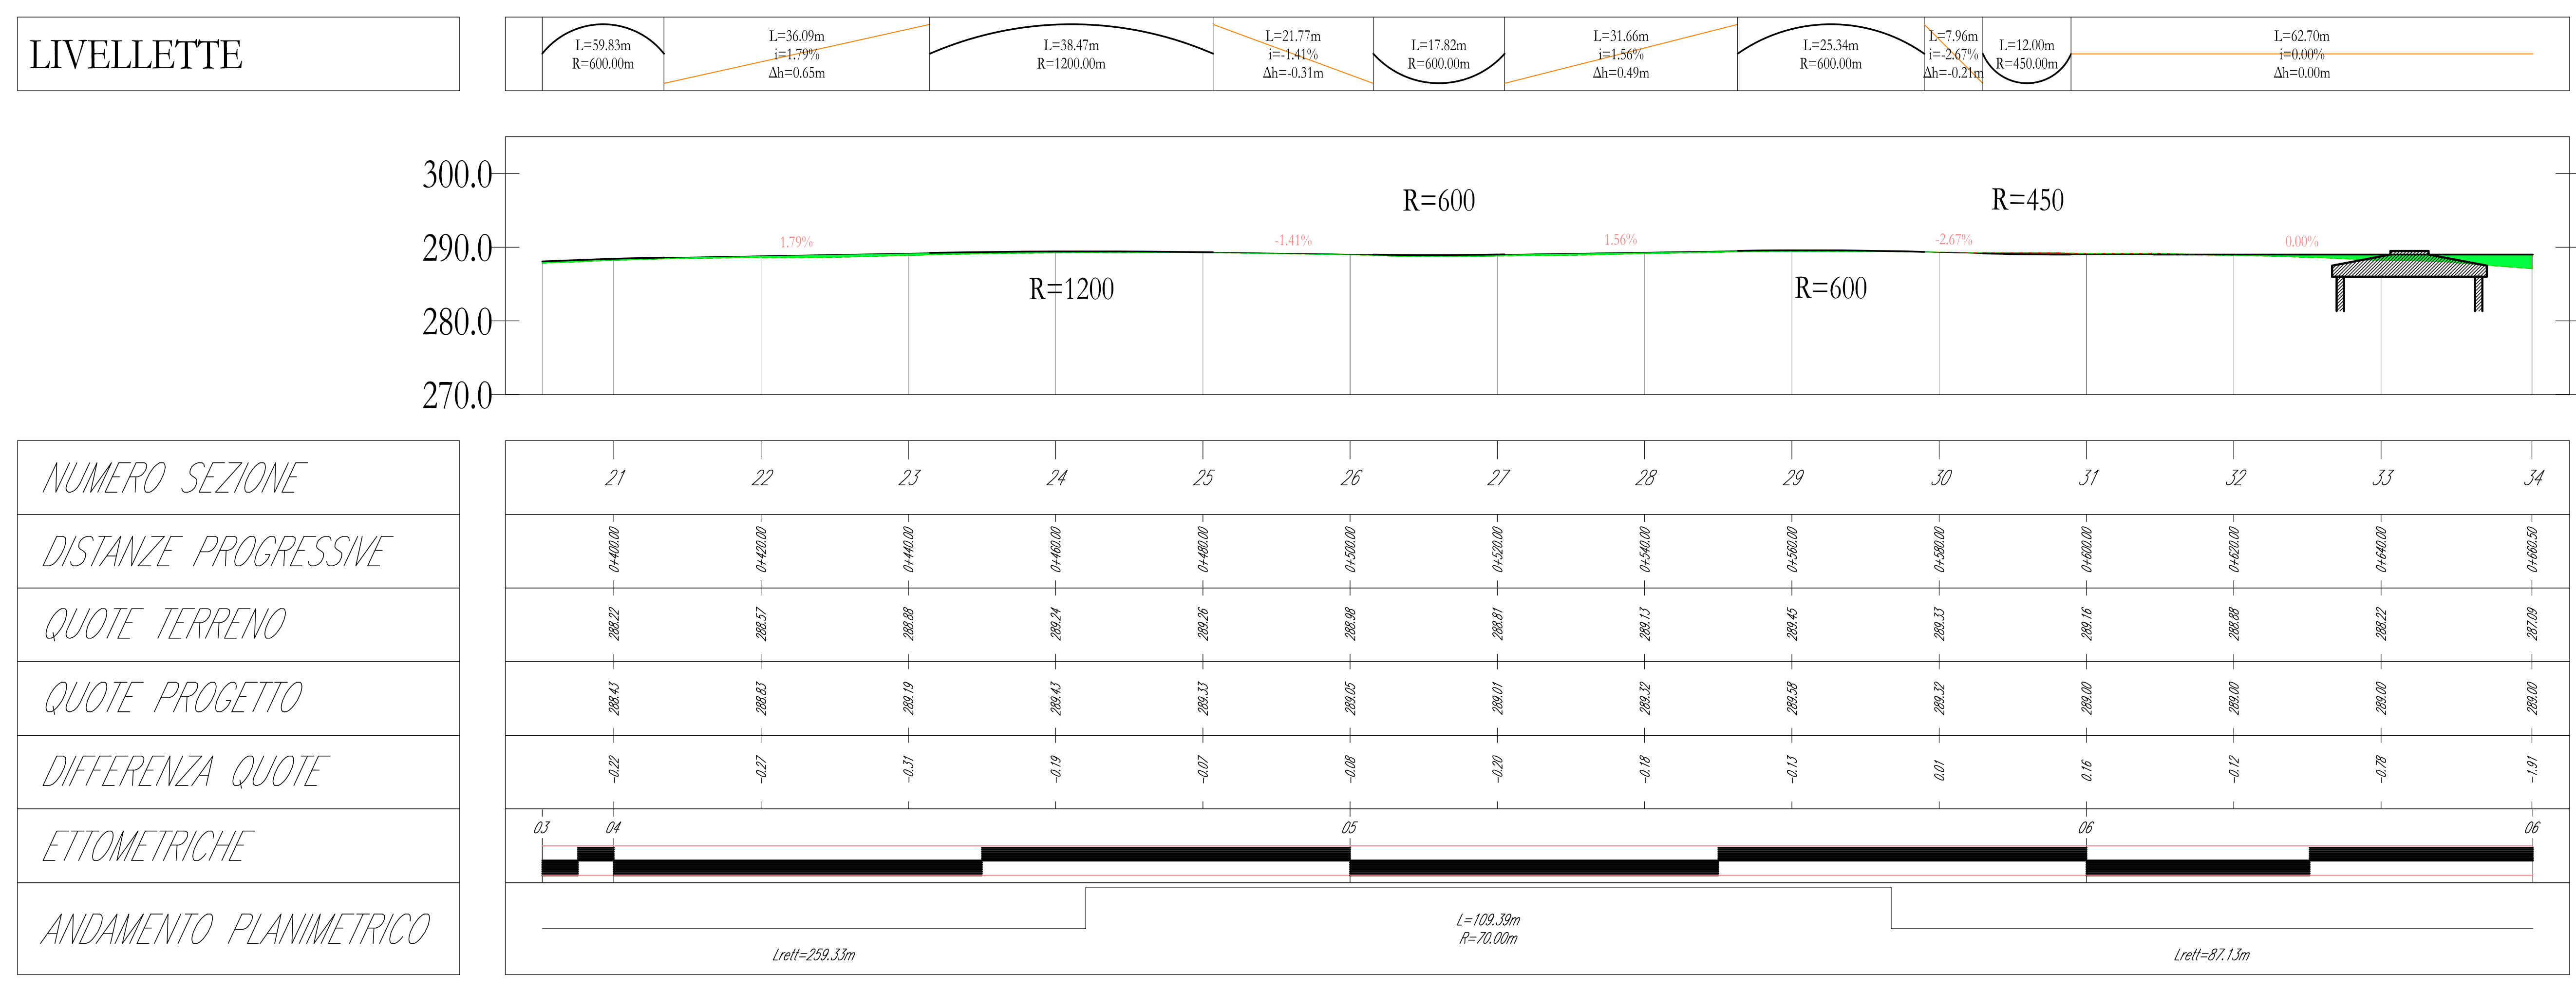 LIVELLETTE
L=59.83m
R=600.00m
L=36.09m
i=1.79%
Δh=0.65m
L=38.47m
R=1200.00m
L=21.77m
i=-1.41%
Δh=-0.31m
L=17.82m
R=600.00m
L=31.66m
i=1.56%
Δh=0.49m
L=25.34m
R=600.00m
L=7.96m
i=-2.67%
Δh=-0.21m
L=12.00m
R=450.00m
L=62.70m
i=0.00%
Δh=0.00m
300.0
290.0
280.0
270.0
R=600
R=450
1.79%
-1.41%
1.56%
-2.67%
0.00%
R=1200
R=600
NUMERO SEZIONE
21 22 23 24 25 26 27 28 29 30 31 32 33 34
DISTANZE PROGRESSIVE
0+400.00 0+420.00 0+440.00 0+460.00 0+480.00 0+500.00 0+520.00 0+540.00 0+560.00 0+580.00 0+600.00 0+620.00 0+640.00 0+660.50
QUOTE TERRENO
288.22 288.57 288.88 289.24 289.26 288.98 288.81 289.13 289.45 289.33 289.16 288.88 288.22 287.09
QUOTE PROGETTO
288.43 288.83 289.19 289.43 289.33 289.05 289.01 289.32 289.58 289.32 289.00 289.00 289.00 289.00
DIFFERENZA QUOTE
-0.22 -0.27 -0.31 -0.19 -0.07 -0.08 -0.20 -0.18 -0.13 0.01 0.16 -0.12 -0.78 -1.91
ETTOMETRICHE
03 04 05 06 06
ANDAMENTO PLANIMETRICO
Lrett=259.33m
L=109.39m
R=70.00m
Lrett=87.13m